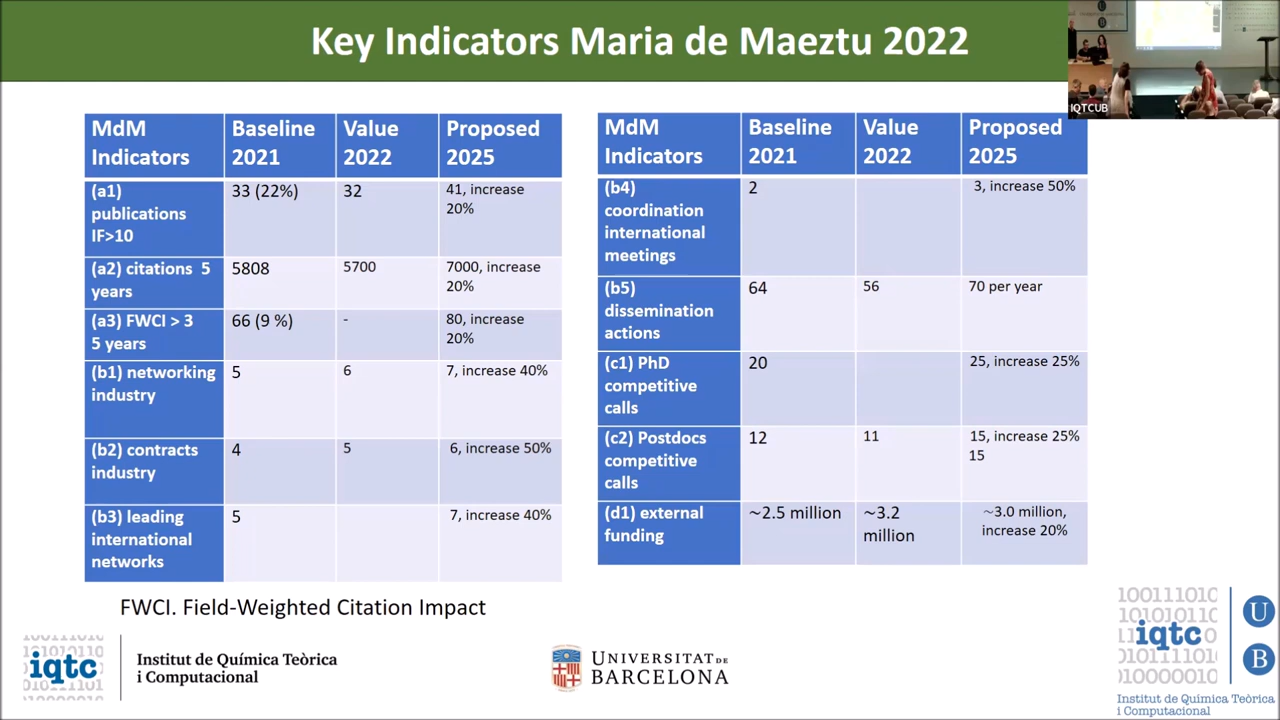 Key Indicators Maria de Maeztu 2022
IQTCUB
MdM
Indicators
Baseline
2021
Value
2022
Proposed
2025
(a1)
publications
IF>10
33 (22%)
32
41, increase
20%
(a2) citations 5
years
5808
5700
7000, increase
20%
(a3) FWCI > 3
5 years
66 (9 %)
-
80, increase
20%
(b1) networking
industry
5
6
7, increase 40%
(b2) contracts
industry
4
5
6, increase 50%
(b3) leading
international
networks
5
7, increase 40%
MdM
Indicators
Baseline
2021
Value
2022
Proposed
2025
(b4)
coordination
international
meetings
2
3, increase 50%
(b5)
dissemination
actions
64
56
70 per year
(c1) PhD
competitive
calls
20
25, increase 25%
(c2) Postdocs
competitive
calls
12
11
15, increase 25%
15
(d1) external
funding
~2.5 million
~3.2
million
~3.0 million,
increase 20%
FWCI. Field-Weighted Citation Impact
iqtc
Institut de Química Teòrica
i Computacional
UNIVERSITAT DE
BARCELONA
iqtc
U
B
Institut de Química Teòrica
i Computacional